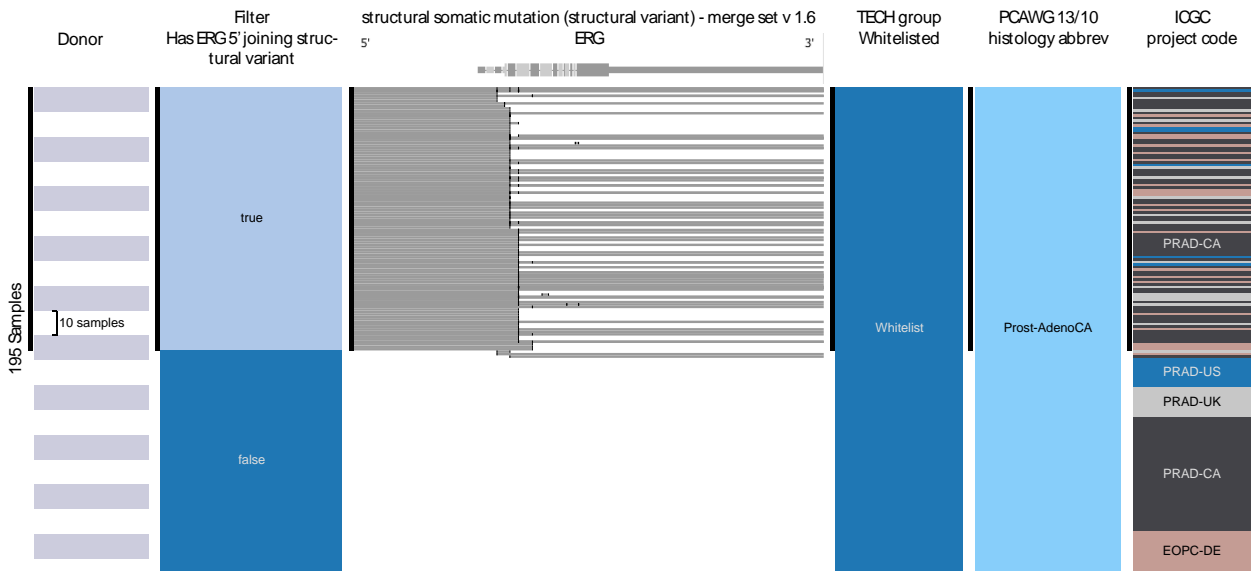 Donor
Filter
Has ERG 5' joining struc-
tural variant
structural somatic mutation (structural variant) - merge set v 1.6
ERG
5'
3'
TECH group
Whitelisted
PCAWG 13/10
histology abbrev
ICGC
project code
195 Samples
10 samples
true
false
Whitelist
Prost-AdenoCA
PRAD-CA
PRAD-US
PRAD-UK
PRAD-CA
EOPC-DE